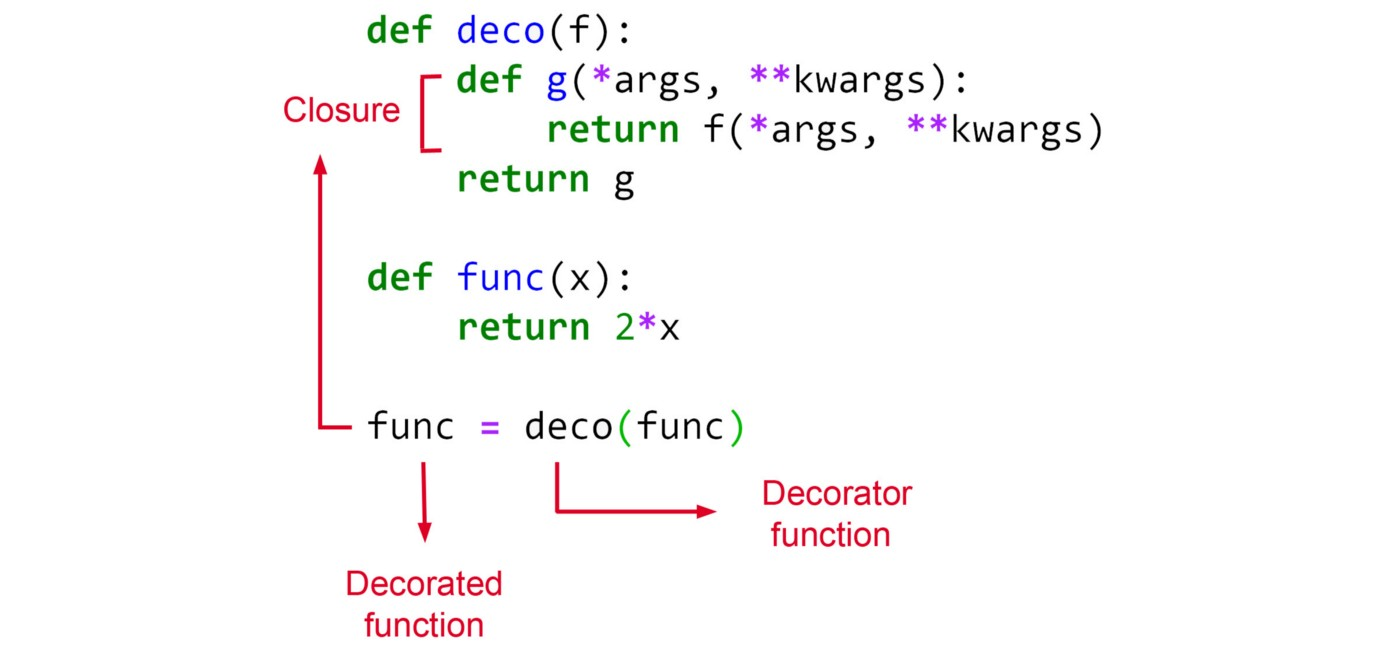 def deco(f):
def g(*args, **kwargs):
Closure
return f(*args, **kwargs)
return g
def func(x):
return 2*x
func = deco(func)
Decorator
function
Decorated
function